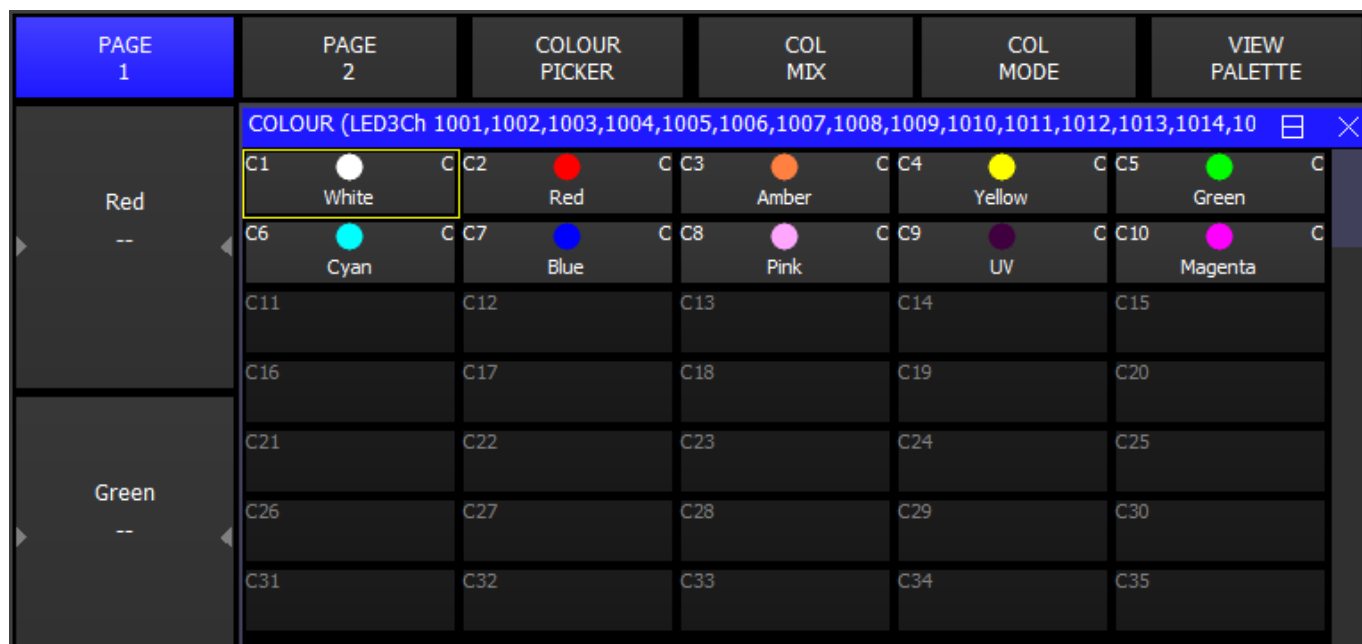 PAGE
1
PAGE
2
COLOUR
PICKER
COL
MIX
COL
MODE
VIEW
PALETTE
COLOUR (LED3Ch 1001,1002,1003,1004,1005,1006,1007,1008,1009,1010,1011,1012,1013,1014,10
Red
--
C1 C
White
C2 C
Red
C3 C
Amber
C4 C
Yellow
C5 C
Green
C6 C
Cyan
C7 C
Blue
C8 C
Pink
C9 C
UV
C10 C
Magenta
C11 C12 C13 C14 C15
C16 C17 C18 C19 C20
Green
--
C21 C22 C23 C24 C25
C26 C27 C28 C29 C30
C31 C32 C33 C34 C35